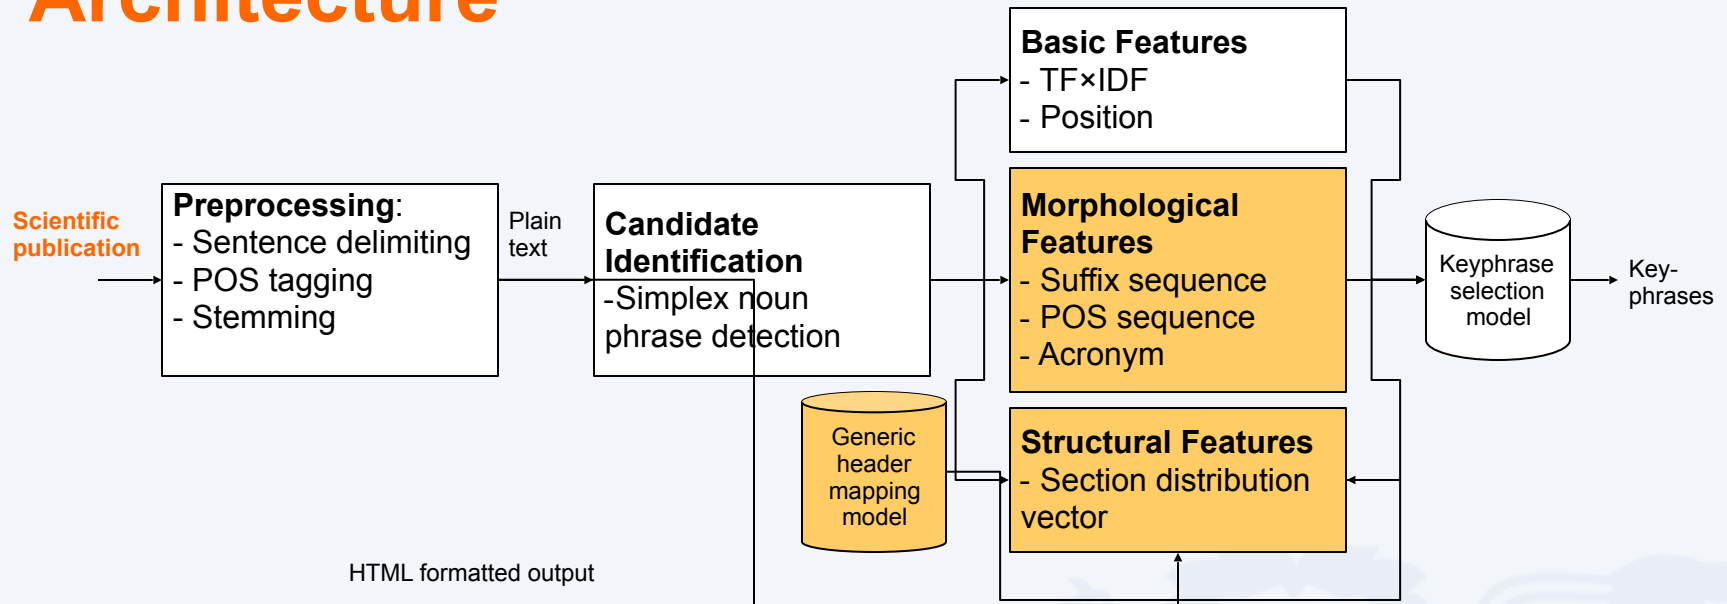 Architecture
Scientific
publication
Preprocessing:
- Sentence delimiting
- POS tagging
- Stemming
Plain
text
Candidate
Identification
-Simplex noun
phrase detection
Basic Features
- TF×IDF
- Position
Morphological
Features
- Suffix sequence
- POS sequence
- Acronym
Generic
header
mapping
model
Structural Features
- Section distribution
vector
Keyphrase
selection
model
Key-
phrases
HTML formatted output